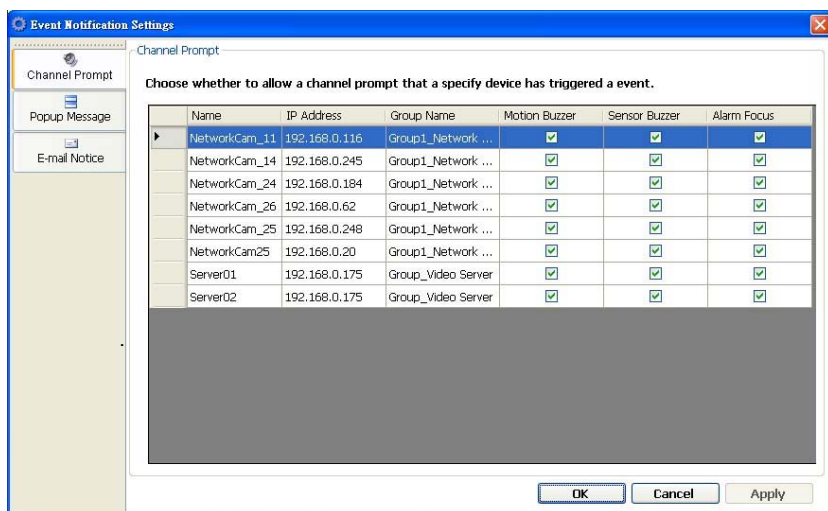 Event Notification Settings
Channel Prompt
Popup Message
E-mail Notice
Channel Prompt
Choose whether to allow a channel prompt that a specify device has triggered a event.
Name IP Address Group Name Motion Buzzer Sensor Buzzer Alarm Focus
NetworkCam_11 192.168.0.116 Group1_Network ...
NetworkCam_14 192.168.0.245 Group1_Network ...
NetworkCam_24 192.168.0.184 Group1_Network ...
NetworkCam_26 192.168.0.62 Group1_Network ...
NetworkCam_25 192.168.0.248 Group1_Network ...
NetworkCam25 192.168.0.20 Group1_Network ...
Server01 192.168.0.175 Group_Video Server
Server02 192.168.0.175 Group_Video Server
OK Cancel Apply